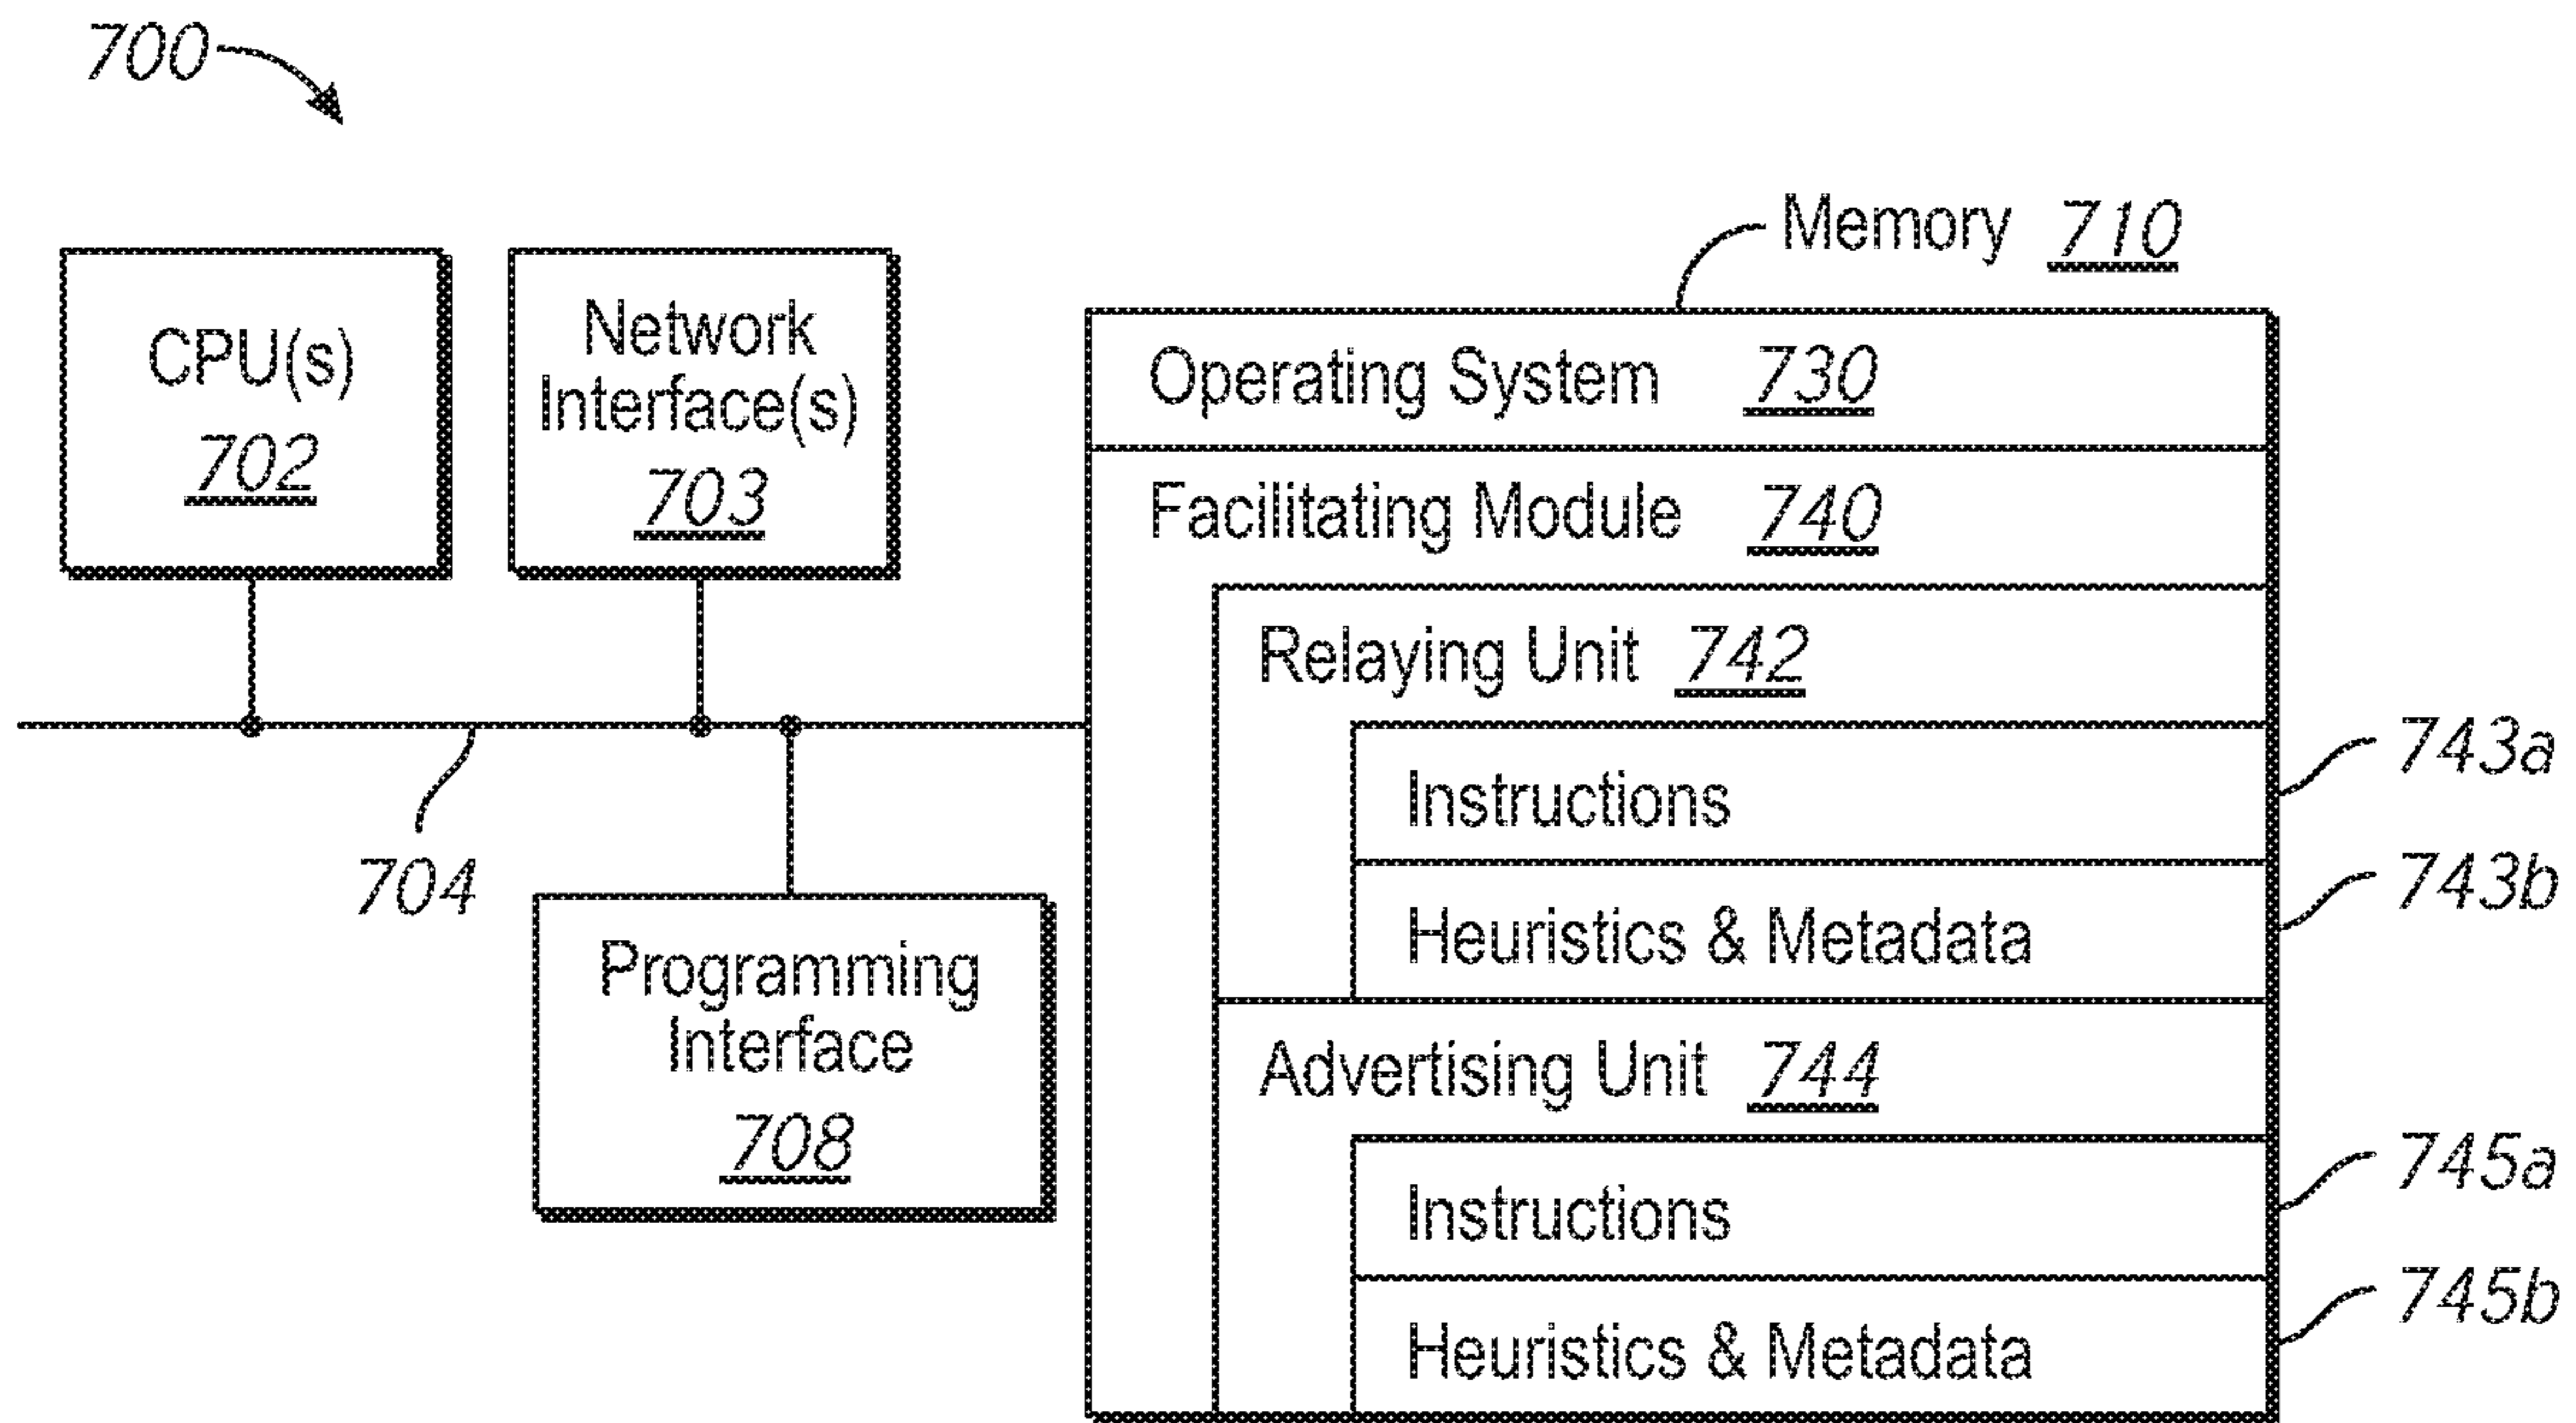 700
Memory 710
CPU(s)
702
Network
Interface(s)
703
Operating System 730
Facilitating Module 740
Relaying Unit 742
Instructions
743a
Heuristics & Metadata
743b
704
Programming
Interface
708
Advertising Unit 744
Instructions
745a
Heuristics & Metadata
745b